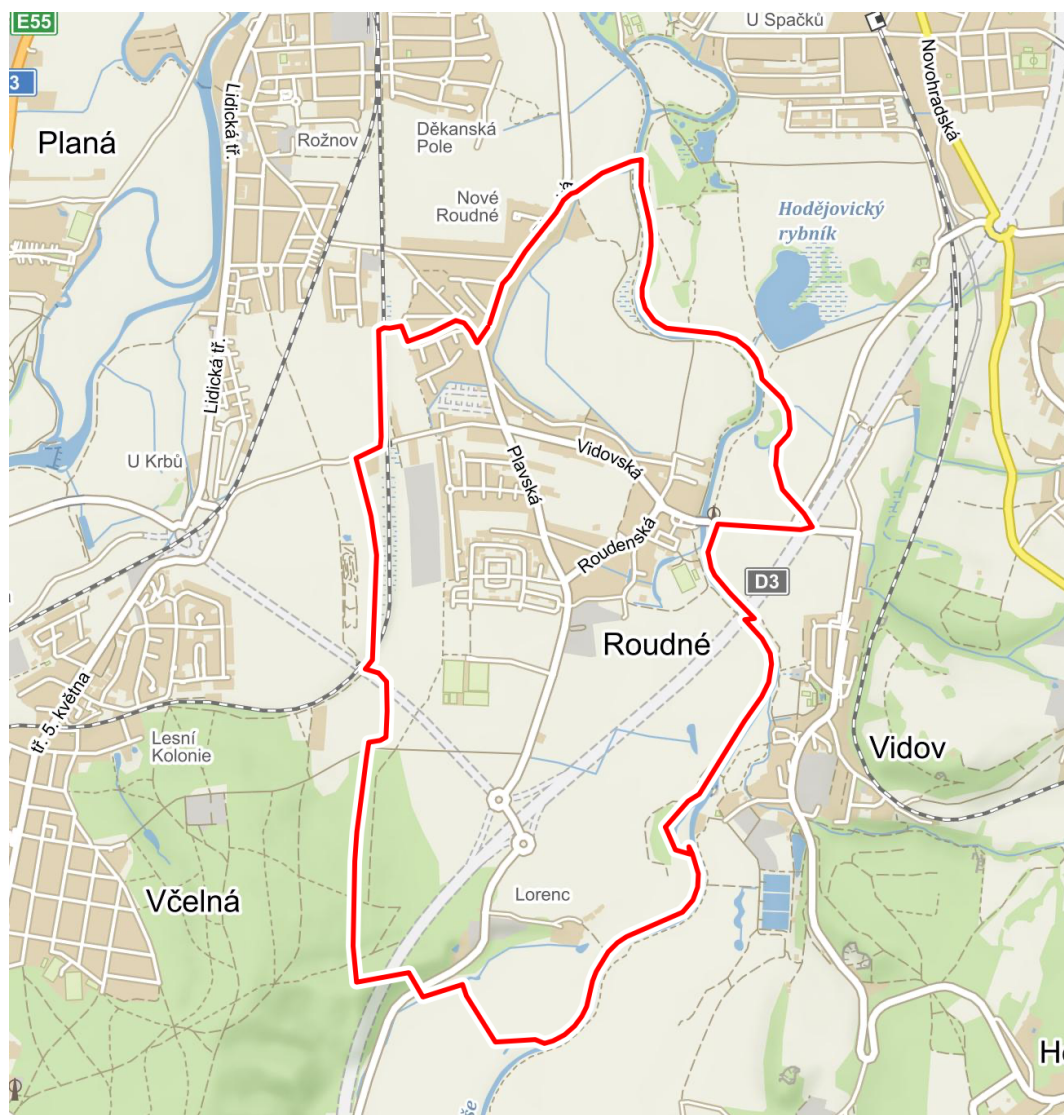 E55
U Spačků
3
Novohradská
Lidická tř.
Planá
Rožnov
Děkanská
Pole
Nové
Roudné
Hodějovický
rybník
Lidická tř.
U Krbů
Vidovská
Plavská
Roudenská
D3
Roudné
tř. 5. května
Lesní
Kolonie
Vidov
Včelná
Lorenc